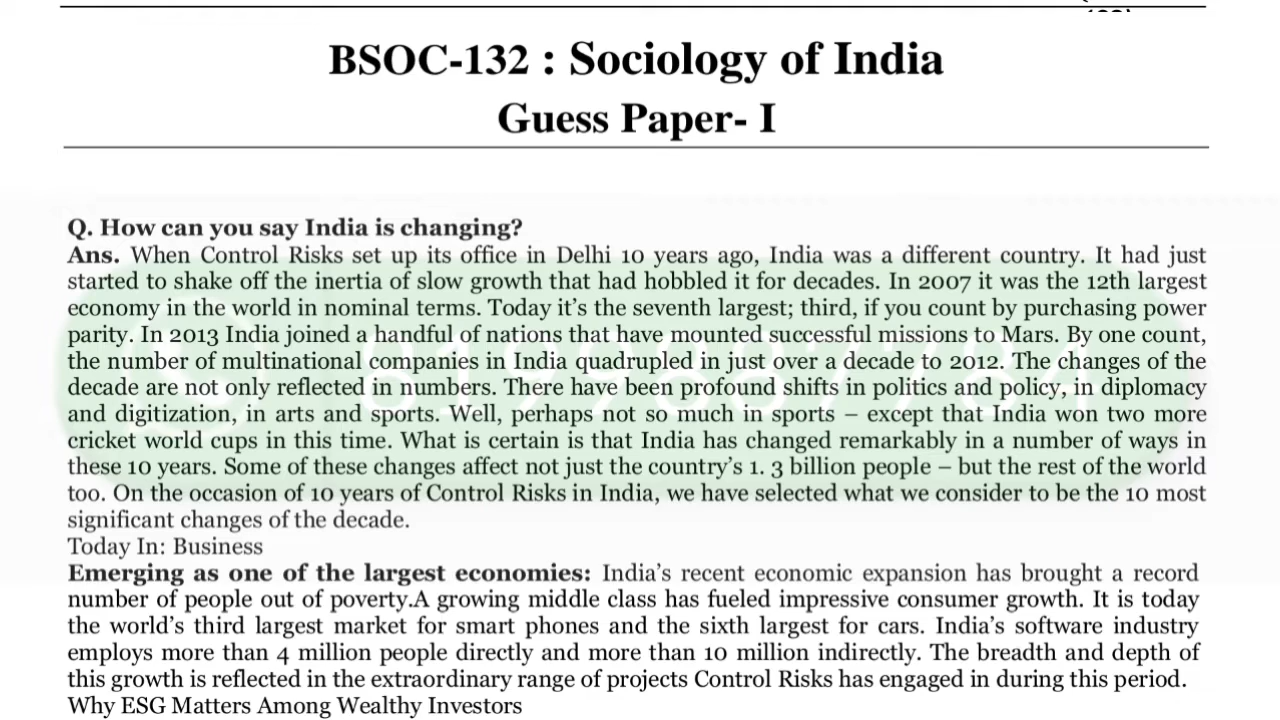 BSOC-132 : Sociology of India
Guess Paper- I
Q. How can you say India is changing?
Ans. When Control Risks set up its office in Delhi 10 years ago, India was a different country. It had just
started to shake off the inertia of slow growth that had hobbled it for decades. In 2007 it was the 12th largest
economy in the world in nominal terms. Today it's the seventh largest; third, if you count by purchasing power
parity. In 2013 India joined a handful of nations that have mounted successful missions to Mars. By one count,
the number of multinational companies in India quadrupled in just over a decade to 2012. The changes of the
decade are not only reflected in numbers. There have been profound shifts in politics and policy, in diplomacy
and digitization, in arts and sports. Well, perhaps not so much in sports – except that India won two more
cricket world cups in this time. What is certain is that India has changed remarkably in a number of ways in
these 10 years. Some of these changes affect not just the country's 1. 3 billion people – but the rest of the world
too. On the occasion of 10 years of Control Risks in India, we have selected what we consider to be the 10 most
significant changes of the decade.
Today In: Business
Emerging as one of the largest economies: India's recent economic expansion has brought a record
number of people out of poverty.A growing middle class has fueled impressive consumer growth. It is today
the world's third largest market for smart phones and the sixth largest for cars. India's software industry
employs more than 4 million people directly and more than 10 million indirectly. The breadth and depth of
this growth is reflected in the extraordinary range of projects Control Risks has engaged in during this period.
Why ESG Matters Among Wealthy Investors